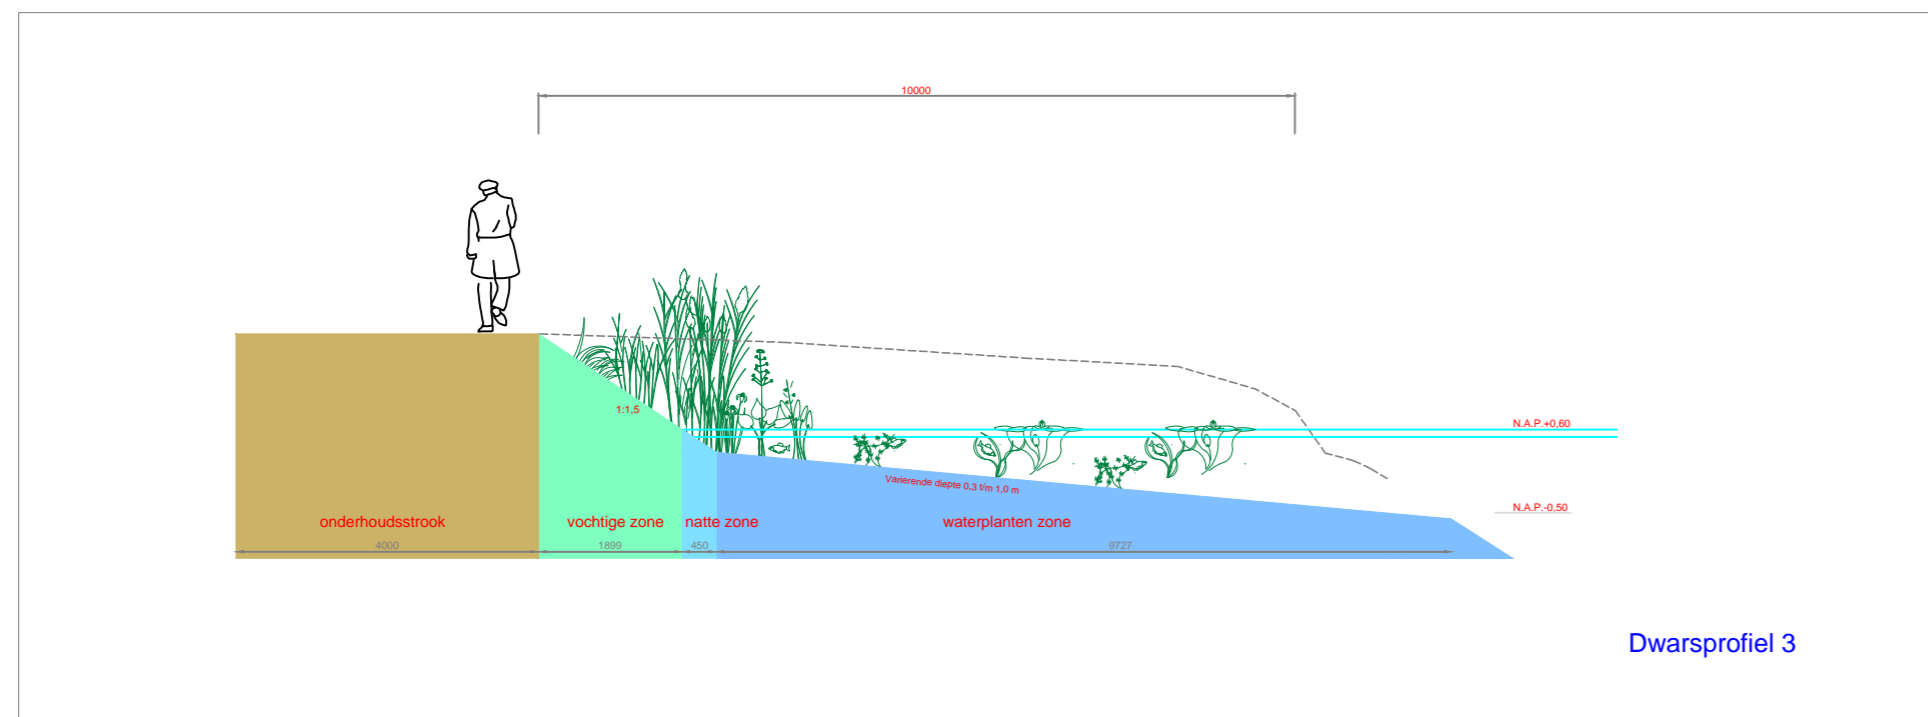 10000
1:1,5
N.A.P.+0,60
Variërende diepte 0.3 t/m 1,0 m
N.A.P.-0.50
onderhoudsstrook
vochtige zone
natte zone
waterplanten zone
4000
1899
450
9727
Dwarsprofiel 3